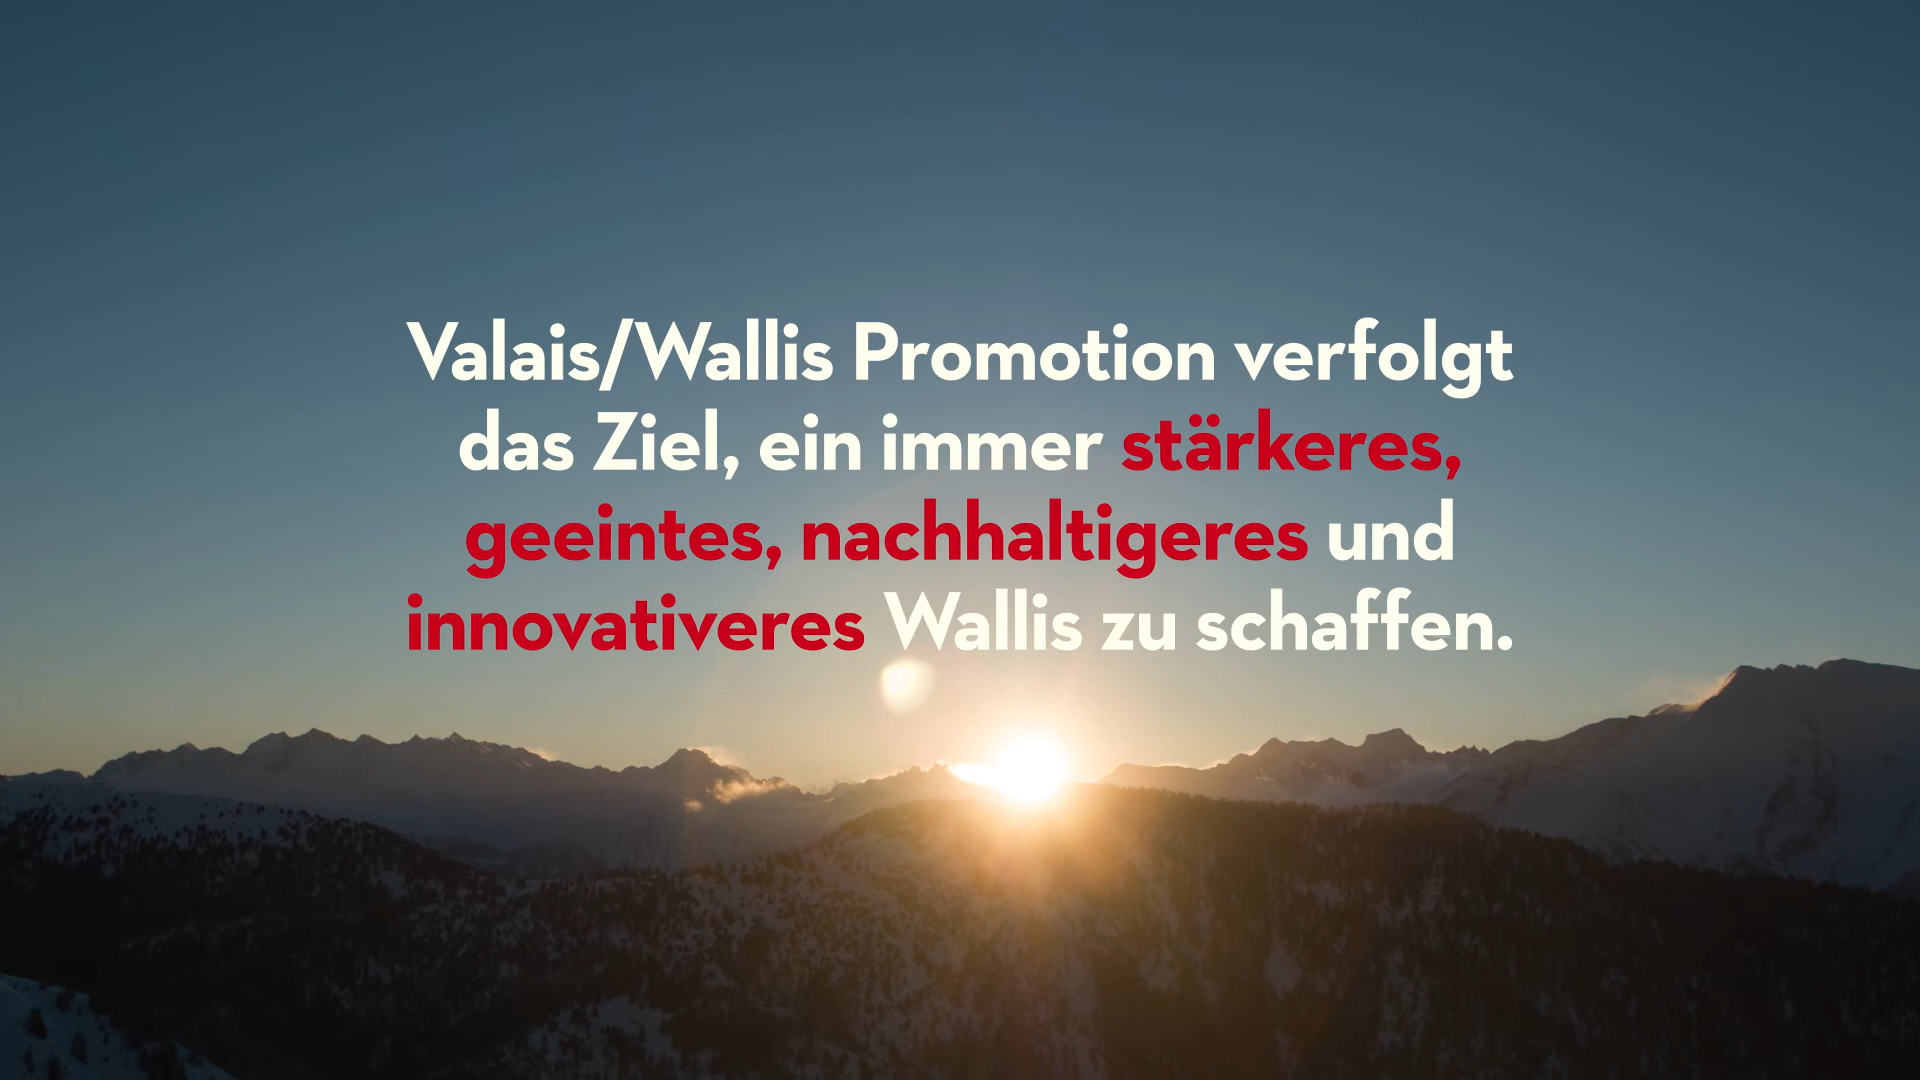 Valais/Wallis Promotion verfolgt
das Ziel, ein immer stärkeres,
geeintes, nachhaltigeres und
innovativeres Wallis zu schaffen.